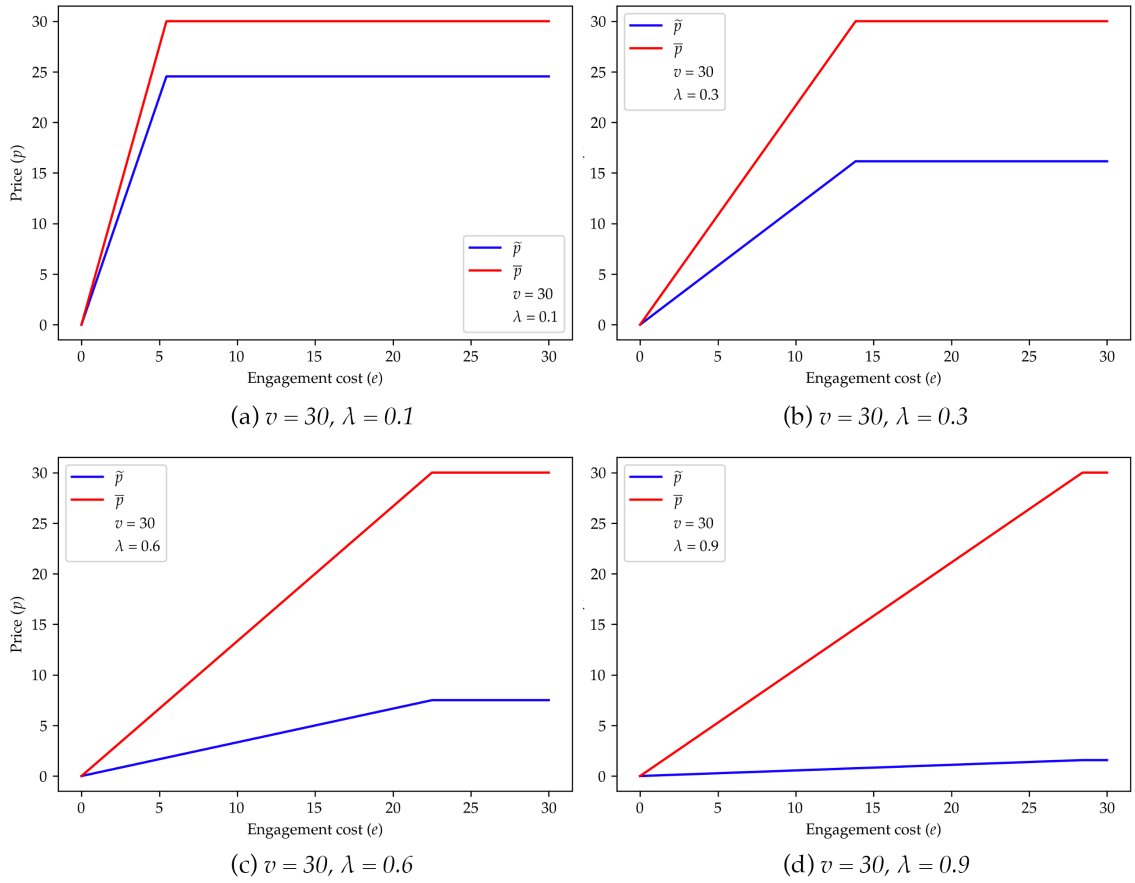 30
25
20
15
10
5
0
Price (p)
p̃
p̅
v = 30
λ = 0.1
0 5 10 15 20 25 30
Engagement cost (e)
(a) v = 30, λ = 0.1
30
25
20
15
10
5
0
p̃
p̅
v = 30
λ = 0.3
0 5 10 15 20 25 30
Engagement cost (e)
(b) v = 30, λ = 0.3
30
25
20
15
10
5
0
Price (p)
p̃
p̅
v = 30
λ = 0.6
0 5 10 15 20 25 30
Engagement cost (e)
(c) v = 30, λ = 0.6
30
25
20
15
10
5
0
p̃
p̅
v = 30
λ = 0.9
0 5 10 15 20 25 30
Engagement cost (e)
(d) v = 30, λ = 0.9